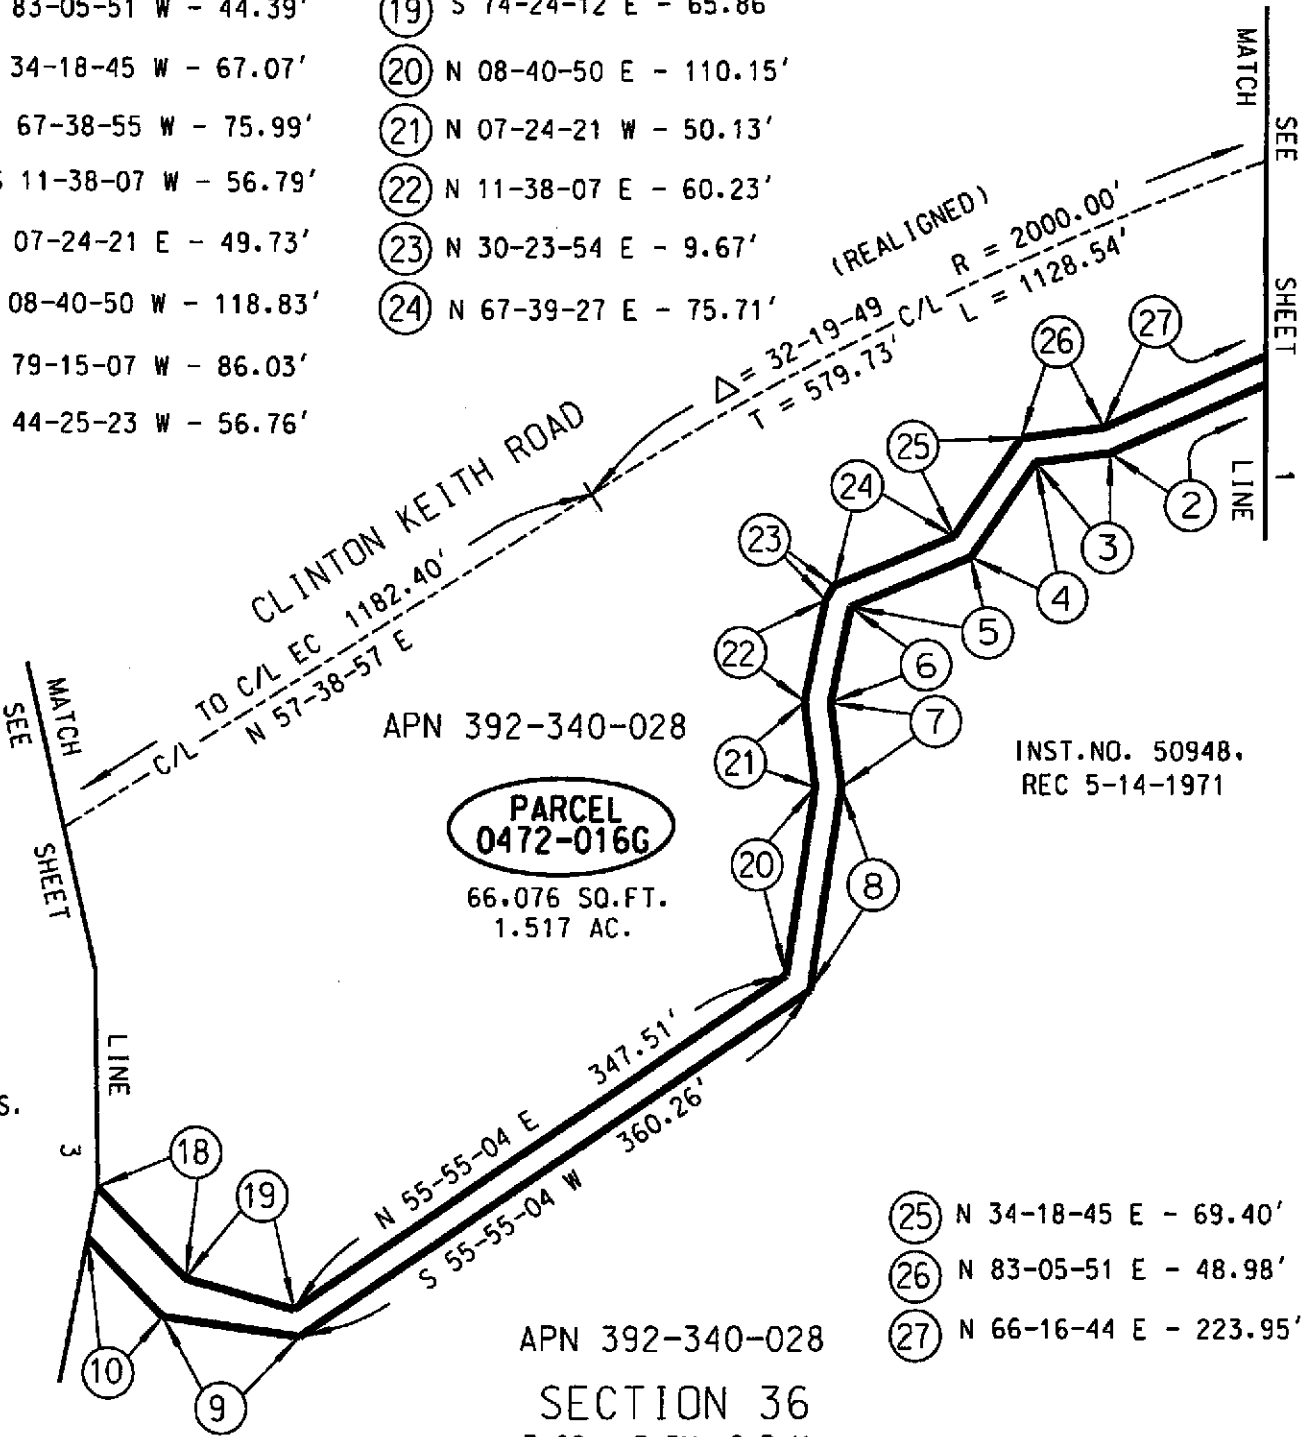 83-05-51 W - 44.39'
34-18-45 W - 67.07'
67-38-55 W - 75.99'
S 11-38-07 W - 56.79'
07-24-21 E - 49.73'
08-40-50 W - 118.83'
79-15-07 W - 86.03'
44-25-23 W - 56.76'
19 S 74-24-12 E - 65.86
20 N 08-40-50 E - 110.15'
21 N 07-24-21 W - 50.13'
22 N 11-38-07 E - 60.23'
23 N 30-23-54 E - 9.67'
24 N 67-39-27 E - 75.71'
SEE SHEET 1
MATCH LINE
(REALIGNED)
Δ= 32-19-49 C/L R = 2000.00'
T = 579.73' L = 1128.54'
CLINTON KEITH ROAD
TO C/L EC 1182.40'
C/L N 57-38-57 E
27
26
25
2
24
3
23
4
5
22
6
7
21
20
8
MATCH LINE
SEE SHEET 3
APN 392-340-028
PARCEL
0472-016G
66.076 SQ.FT.
1.517 AC.
INST.NO. 50948.
REC 5-14-1971
N 55-55-04 E 347.51'
S 55-55-04 W 360.26'
S.
18
19
10
9
25 N 34-18-45 E - 69.40'
26 N 83-05-51 E - 48.98'
27 N 66-16-44 E - 223.95'
APN 392-340-028
SECTION 36